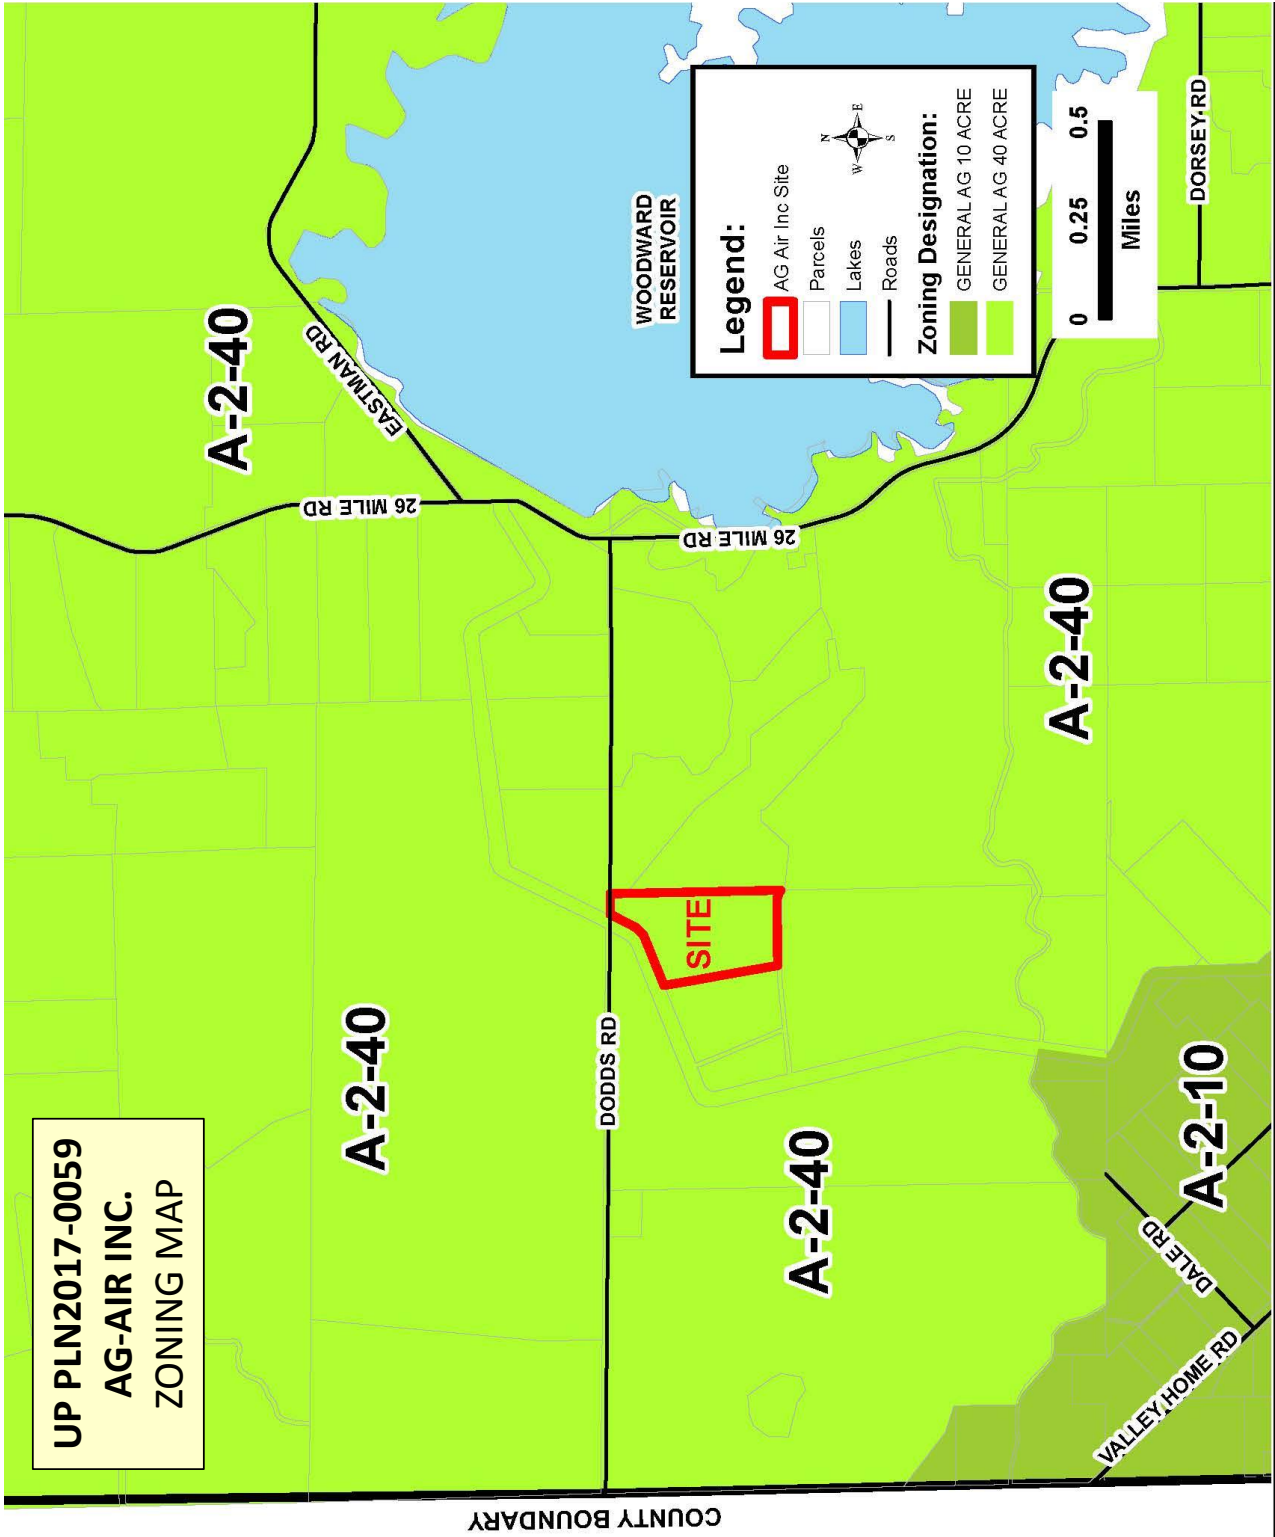 UP PLN2017-0059
AG-AIR INC.
ZONING MAP
A-2-40
EASTMAN RD
26 MILE RD
WOODWARD
RESERVOIR
A-2-40
DODDS RD
26 MILE RD
SITE
A-2-40
A-2-40
A-2-10
DALE RD
VALLEY HOME RD
DORSEY RD
COUNTY BOUNDARY
Legend:
AG Air Inc Site
Parcels
Lakes
Roads
N
W
E
S
Zoning Designation:
GENERAL AG 10 ACRE
GENERAL AG 40 ACRE
0 0.25 0.5
Miles